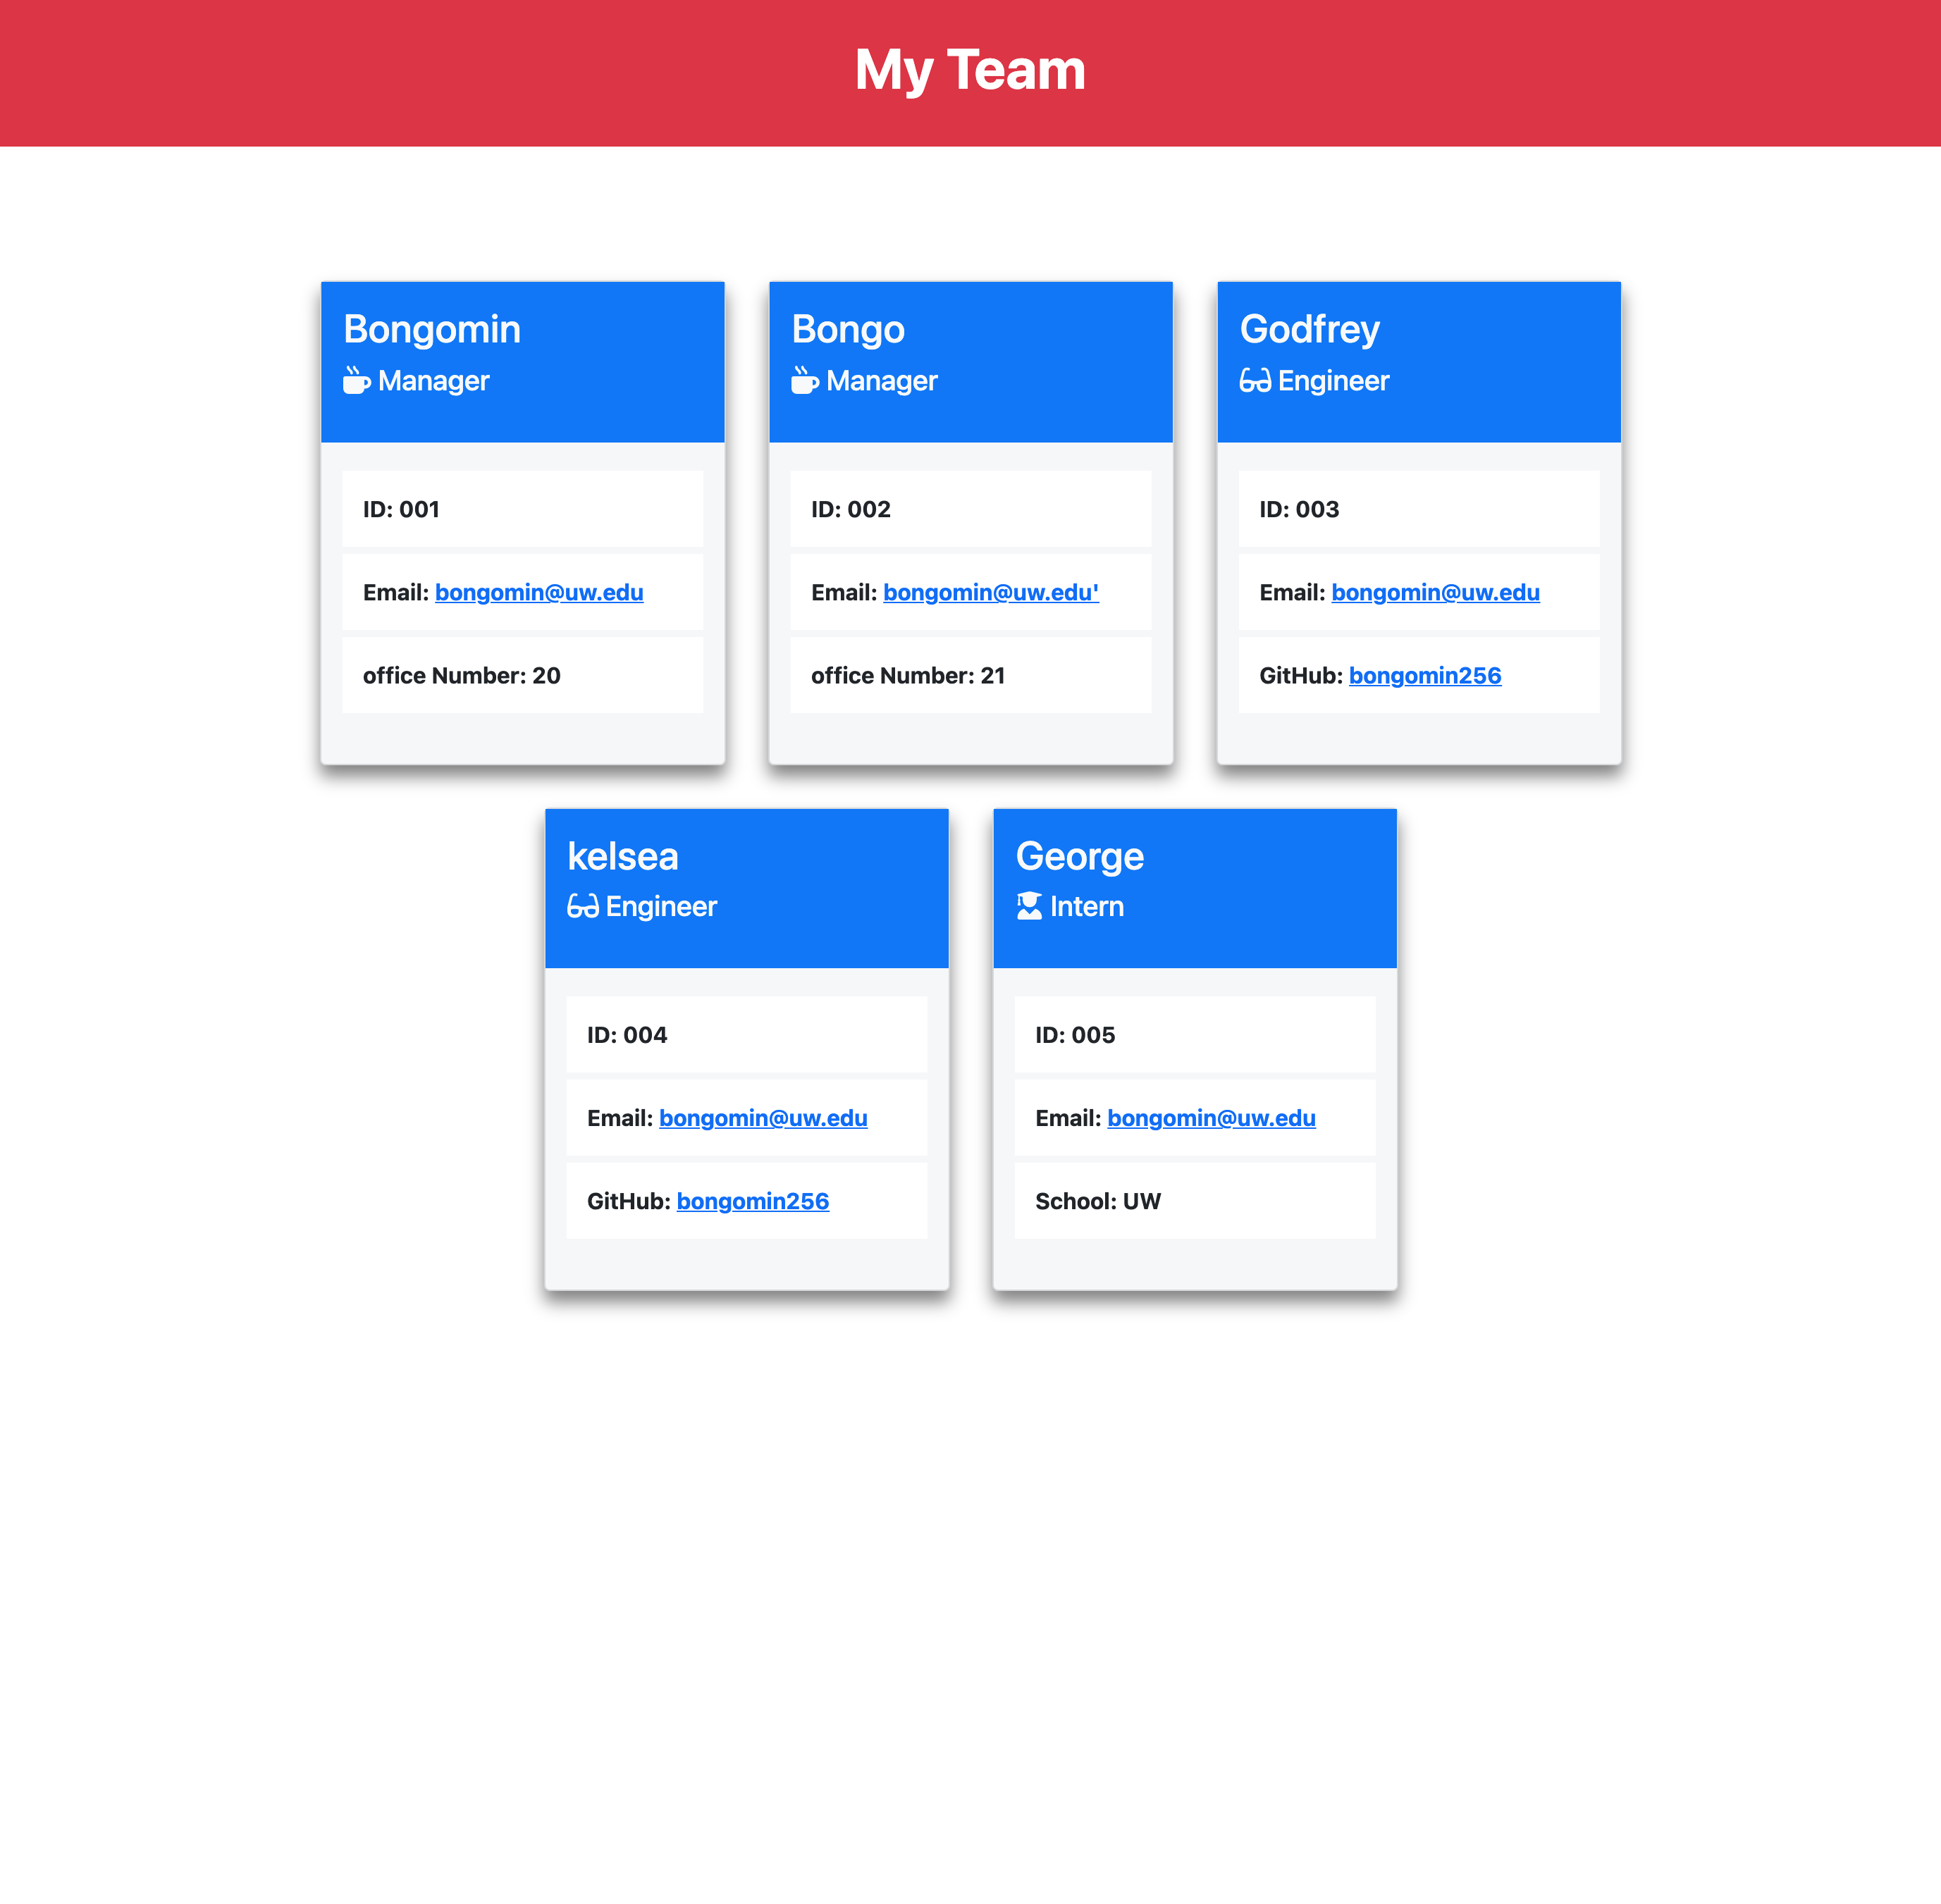 My Team
Bongomin
Manager
ID: 001
Email: bongomin@uw.edu
office Number: 20
Bongo
Manager
ID: 002
Email: bongomin@uw.edu'
office Number: 21
Godfrey
Engineer
ID: 003
Email: bongomin@uw.edu
GitHub: bongomin256
kelsea
Engineer
ID: 004
Email: bongomin@uw.edu
GitHub: bongomin256
George
Intern
ID: 005
Email: bongomin@uw.edu
School: UW